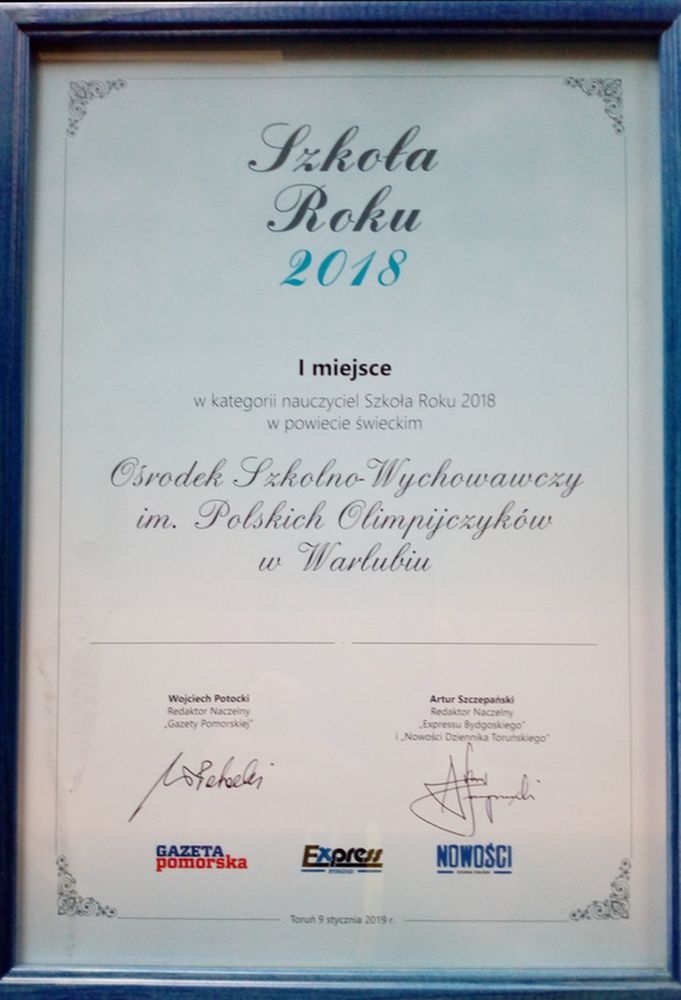 Szkoła
Roku
2018
I miejsce
w kategorii nauczyciel Szkoła Roku 2018
w powiecie świeckim
Ośrodek Szkolno-Wychowawczy
im. Polskich Olimpijczyków
w Warlubiu
Wojciech Potocki
Redaktor Naczelny
„Gazety Pomorskiej"
Artur Szczepański
Redaktor Naczelny
„Expressu Bydgoskiego"
i „Nowości Dziennika Toruńskiego"
GAZETA
pomorska
Express
BYDGOSKI
NOWOŚCI
Toruń 9 stycznia 2019 r.